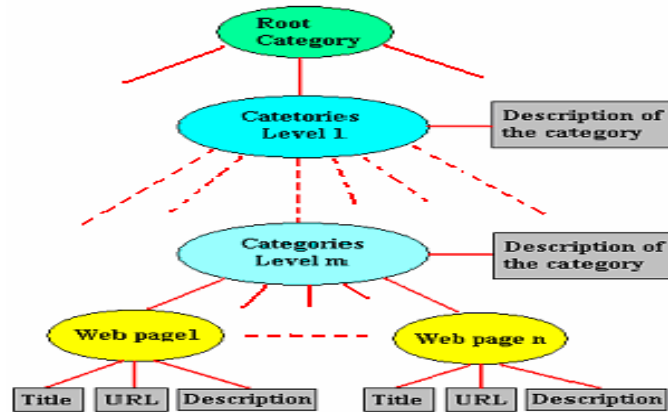 Root
Category
Catetories
Level 1
Description of
the category
Categories
Level m
Description of
the category
Web page1
Web page n
Title
URL
Description
Title
URL
Description